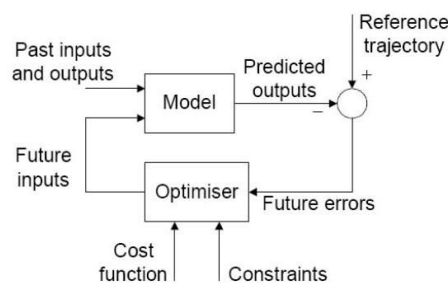 Reference
trajectory
Past inputs
and outputs
Predicted
outputs
+
Model
−
Future
inputs
Optimiser
Future errors
Cost
function
Constraints